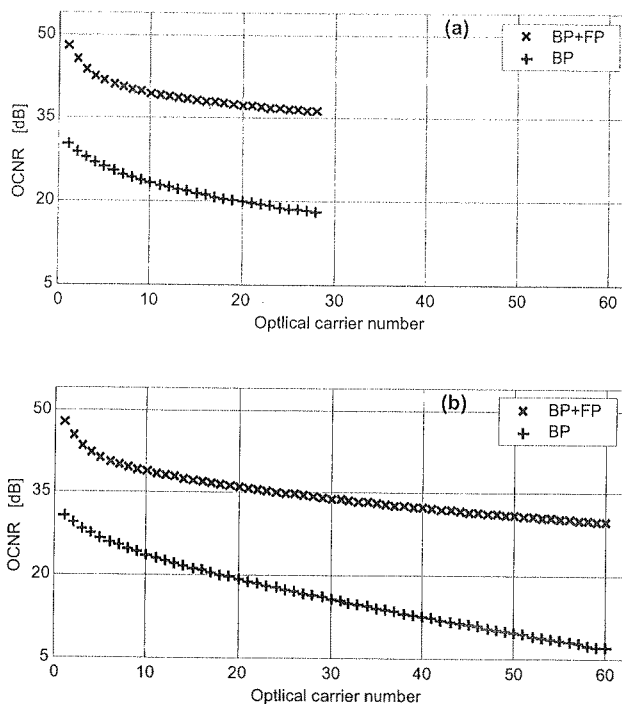 (a)
× BP+FP
+ BP
OCNR [dB]
50
35
20
5
0 10 20 30 40 50 60
Optlical carrier number
(b)
× BP+FP
+ BP
OCNR [dB]
50
35
20
5
0 10 20 30 40 50 60
Optlical carrier number